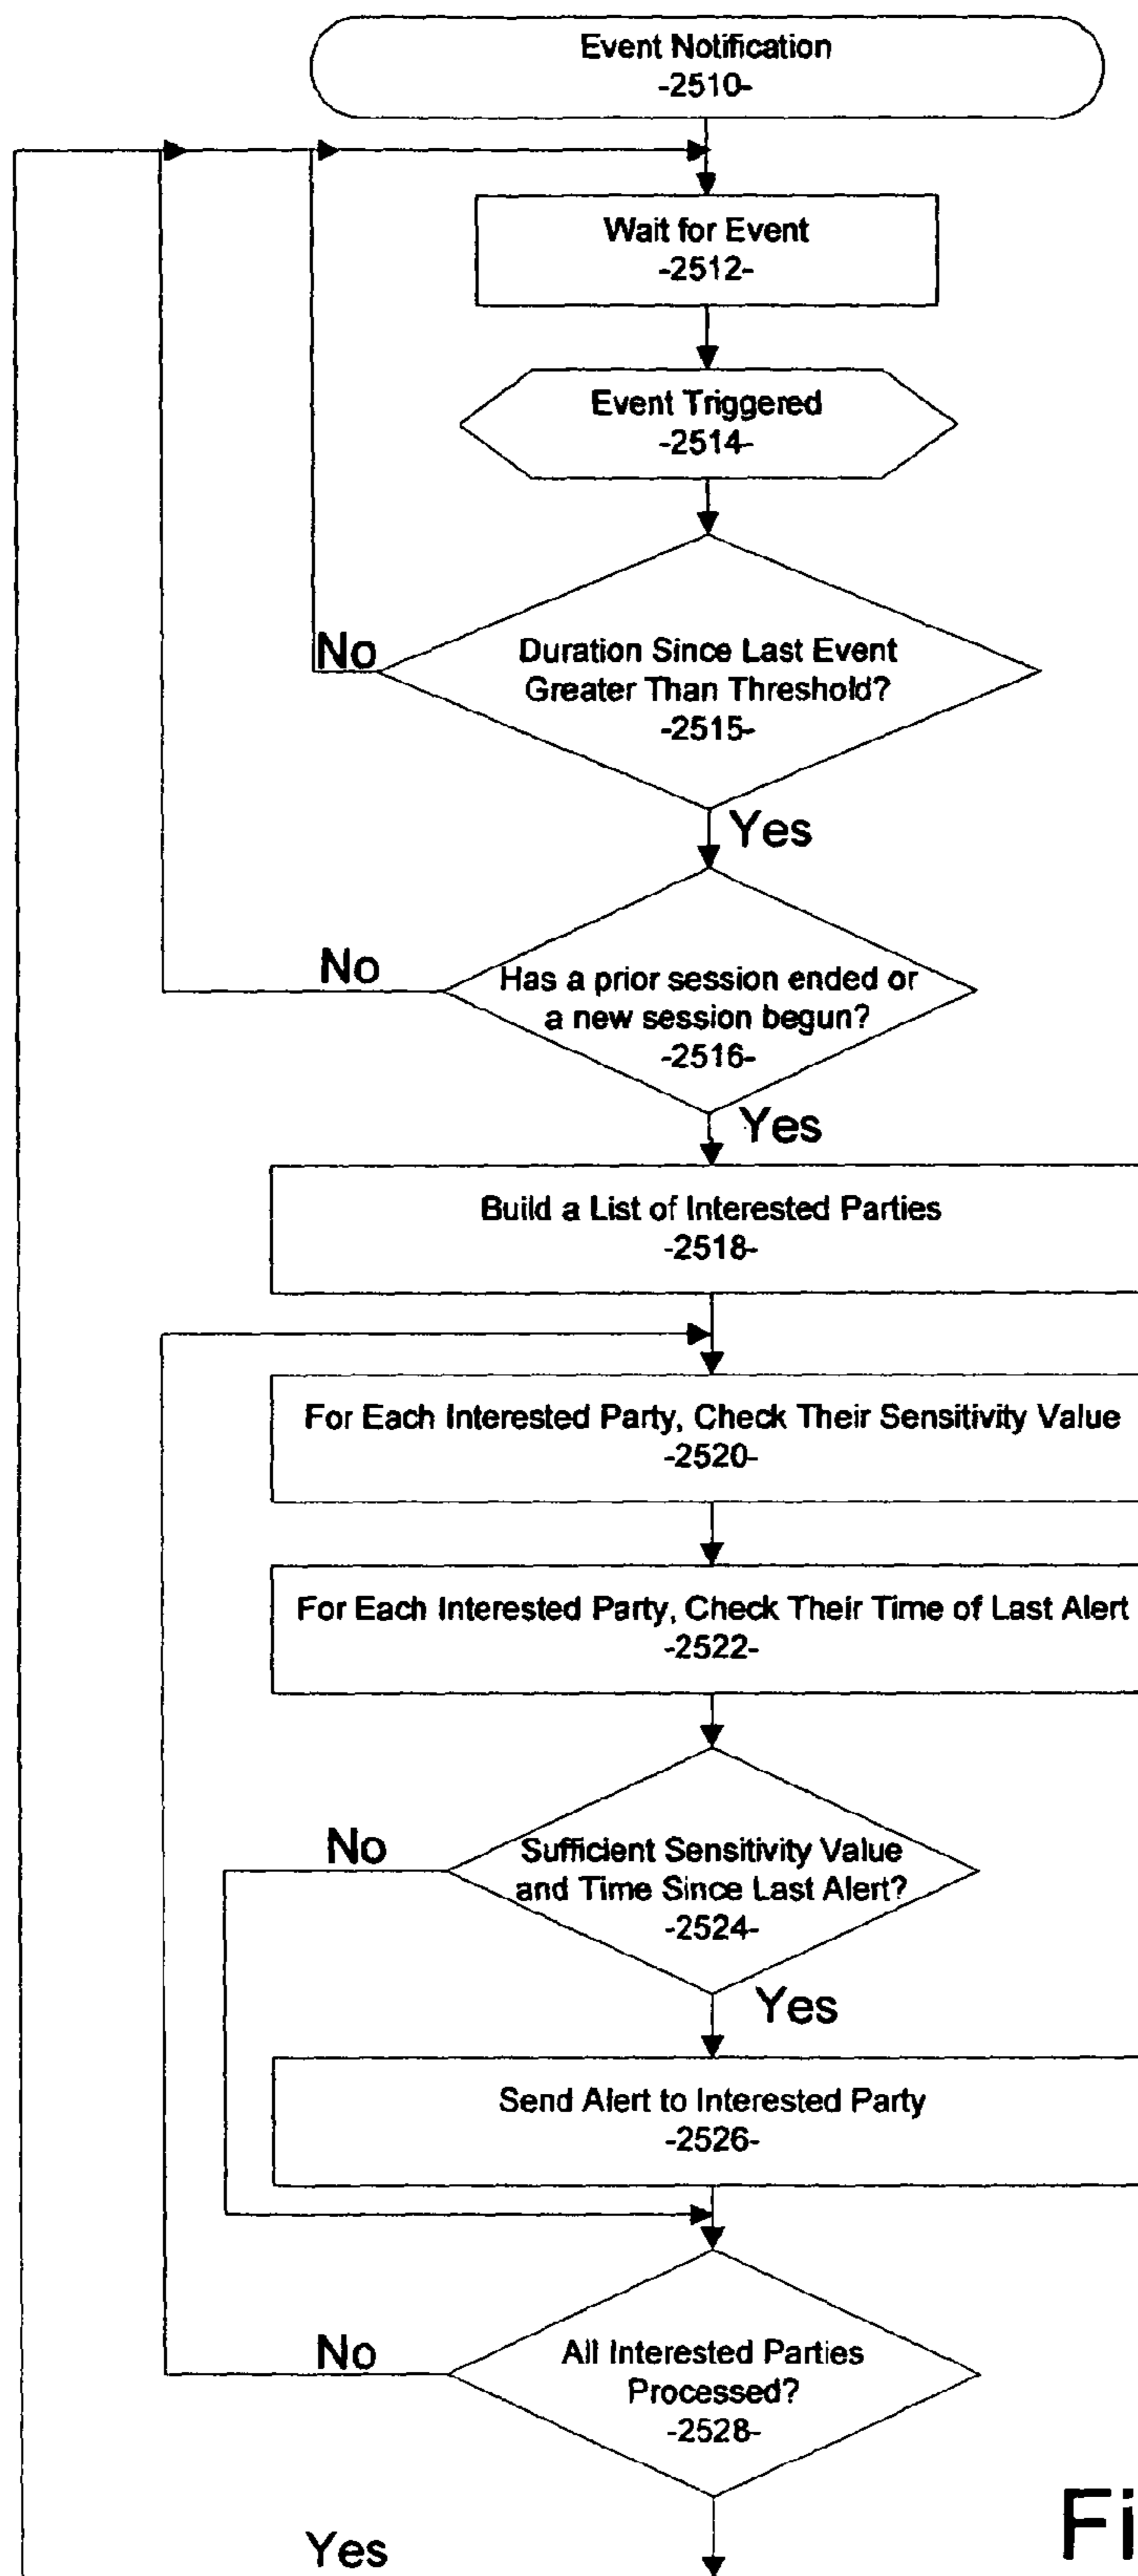 Event Notification
-2510-
Wait for Event
-2512-
Event Triggered
-2514-
Duration Since Last Event
Greater Than Threshold?
-2515-
No
Yes
Has a prior session ended or
a new session begun?
-2516-
No
Yes
Build a List of Interested Parties
-2518-
For Each Interested Party, Check Their Sensitivity Value
-2520-
For Each Interested Party, Check Their Time of Last Alert
-2522-
Sufficient Sensitivity Value
and Time Since Last Alert?
-2524-
No
Yes
Send Alert to Interested Party
-2526-
All Interested Parties
Processed?
-2528-
No
Yes
Fi